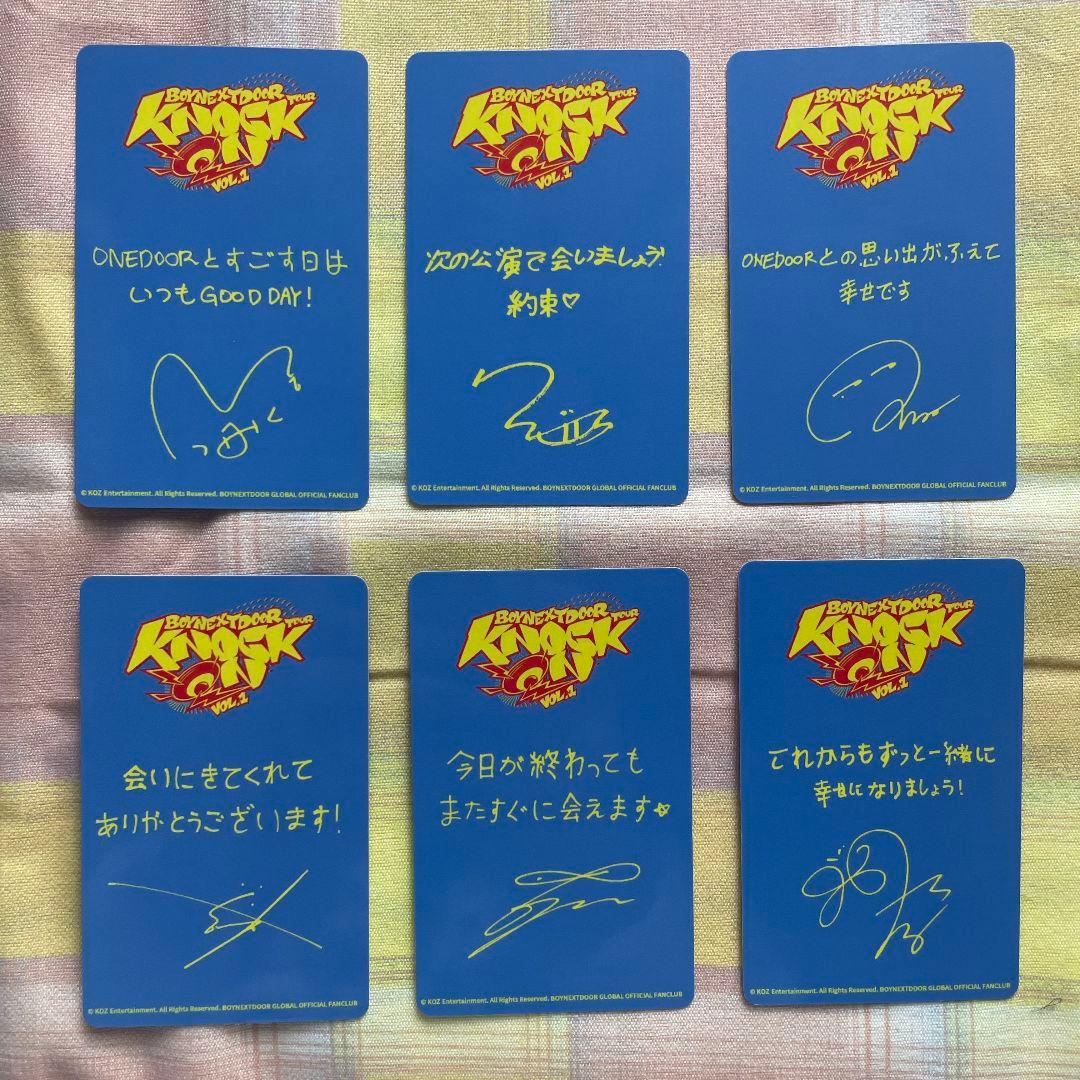 BOYNEXTDOOR
TOUR
KNOCK
ON
VOL.1
ONEDOORとすごす日は
いつもGOOD DAY!
© KOZ Entertainment. All Rights Reserved. BOYNEXTDOOR GLOBAL OFFICIAL FANCLUB
BOYNEXTDOOR
TOUR
KNOCK
ON
VOL.1
次の公演で会いましょう!
約束♡
© KOZ Entertainment. All Rights Reserved. BOYNEXTDOOR GLOBAL OFFICIAL FANCLUB
BOYNEXTDOOR
TOUR
KNOCK
ON
VOL.1
ONEDOORとの思い出がふえて
幸せです
© KOZ Entertainment. All Rights Reserved. BOYNEXTDOOR GLOBAL OFFICIAL FANCLUB
BOYNEXTDOOR
TOUR
KNOCK
ON
VOL.1
会いにきてくれて
ありがとうございます!
© KOZ Entertainment. All Rights Reserved. BOYNEXTDOOR GLOBAL OFFICIAL FANCLUB
BOYNEXTDOOR
TOUR
KNOCK
ON
VOL.1
今日が終わっても
またすぐに会えます♡
© KOZ Entertainment. All Rights Reserved. BOYNEXTDOOR GLOBAL OFFICIAL FANCLUB
BOYNEXTDOOR
TOUR
KNOCK
ON
VOL.1
これからもずっと一緒に
幸せになりましょう!
© KOZ Entertainment. All Rights Reserved. BOYNEXTDOOR GLOBAL OFFICIAL FANCLUB